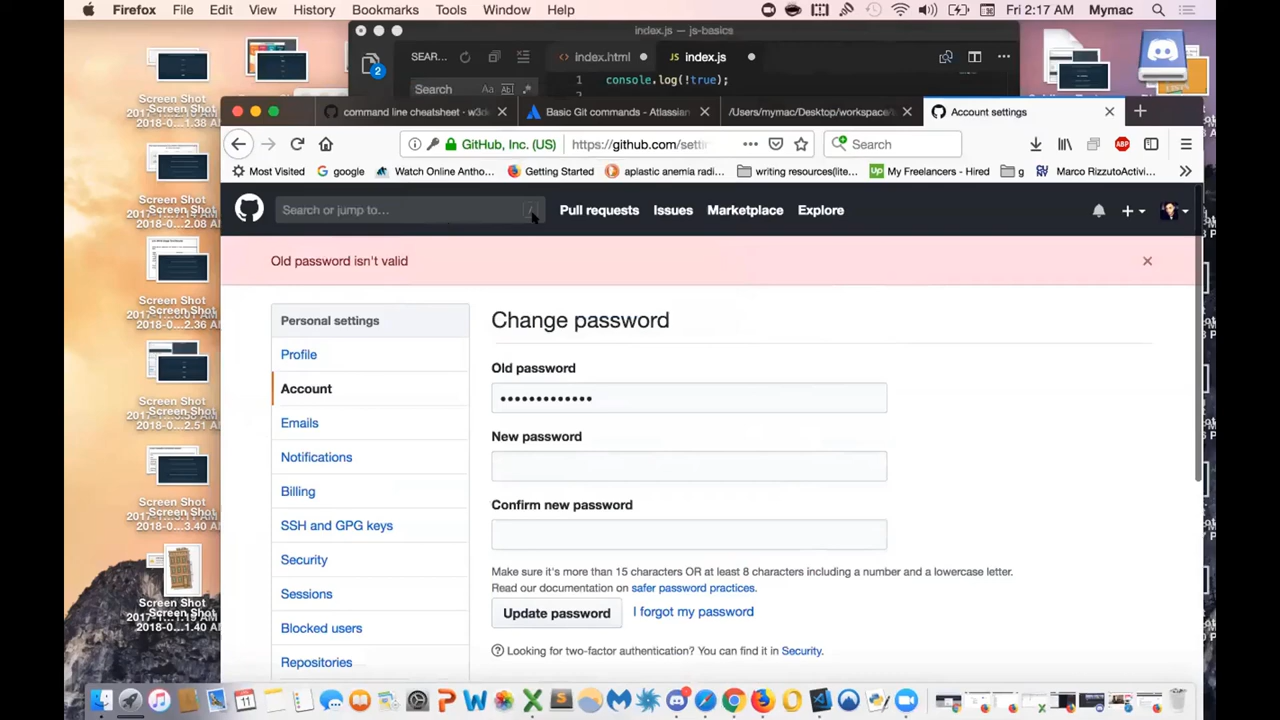 Firefox File Edit View History Bookmarks Tools Window Help Fri 2:17 AM Mymac
index.js — js-basics
SEAR... index.html index.js
2
1 console.log(!true);
Search Aa Abl
command line cheatsheet - w3de Basic Git commands - Atlassian /Users/mymac/Desktop/workspace/ Account settings
GitHub, Inc. (US) https://github.com/settin Search
Most Visited google Watch Online Antho... Getting Started aplastic anemia radi... writing resources(lite... My Freelancers - Hired g Marco RizzutoActivi...
Search or jump to... / Pull requests Issues Marketplace Explore
Old password isn't valid
Personal settings
Profile
Account
Emails
Notifications
Billing
SSH and GPG keys
Security
Sessions
Blocked users
Repositories
Change password
Old password
•••••••••••••
New password
Confirm new password
Make sure it's more than 15 characters OR at least 8 characters including a number and a lowercase letter.
Read our documentation on safer password practices.
Update password I forgot my password
Looking for two-factor authentication? You can find it in Security.
Screen Shot
Screen Shot
Screen Shot
Screen Shot
Screen Shot
Screen Shot